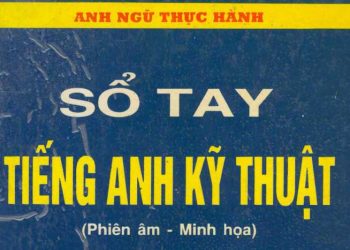 ANH NGỮ THỰC HÀNH
SỔ TAY
TIẾNG ANH KỸ THUẬT
(Phiên âm - Minh họa)